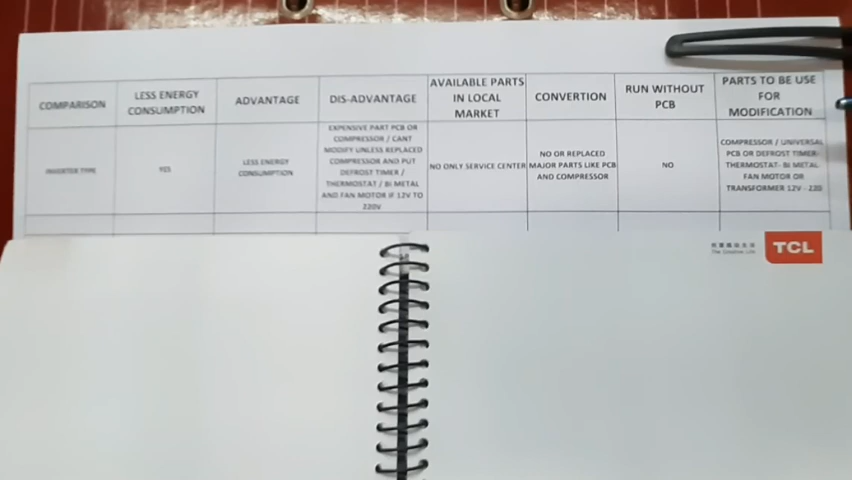 COMPARISON
LESS ENERGY
CONSUMPTION
ADVANTAGE
DIS-ADVANTAGE
AVAILABLE PARTS
IN LOCAL
MARKET
CONVERTION
RUN WITHOUT
PCB
PARTS TO BE USE
FOR
MODIFICATION
INVERTER TYPE
YES
LESS ENERGY
CONSUMPTION
EXPENSIVE PART PCB OR
COMPRESSOR / CANT
MODIFY UNLESS REPLACED
COMPRESSOR AND PUT
DEFROST TIMER /
THERMOSTAT / BI METAL
AND FAN MOTOR IF 12V TO
220V
NO ONLY SERVICE CENTER
NO OR REPLACED
MAJOR PARTS LIKE PCB
AND COMPRESSOR
NO
COMPRESSOR / UNIVERSAL
PCB OR DEFROST TIMER-
THERMOSTAT- BI METAL-
FAN MOTOR OR
TRANSFORMER 12V - 220
The Creative Life
TCL